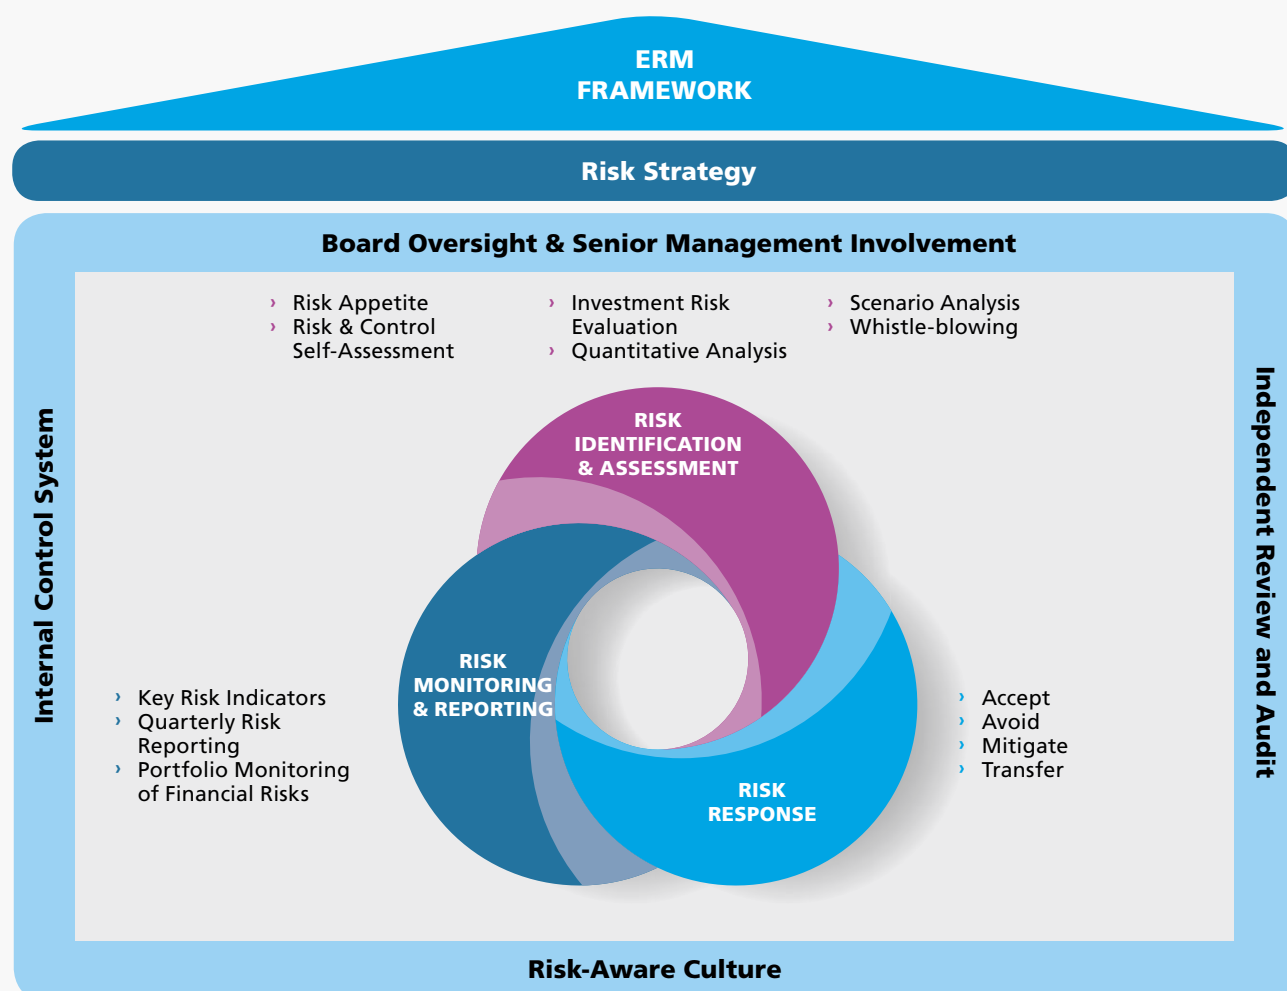 ERM
FRAMEWORK
Risk Strategy
Board Oversight & Senior Management Involvement
› Risk Appetite
› Risk & Control
Self-Assessment
› Investment Risk
Evaluation
› Quantitative Analysis
› Scenario Analysis
› Whistle-blowing
Internal Control System
RISK
IDENTIFICATION
& ASSESSMENT
Independent Review and Audit
RISK
MONITORING
& REPORTING
› Key Risk Indicators
› Quarterly Risk
Reporting
› Portfolio Monitoring
of Financial Risks
› Accept
› Avoid
› Mitigate
› Transfer
RISK
RESPONSE
Risk-Aware Culture